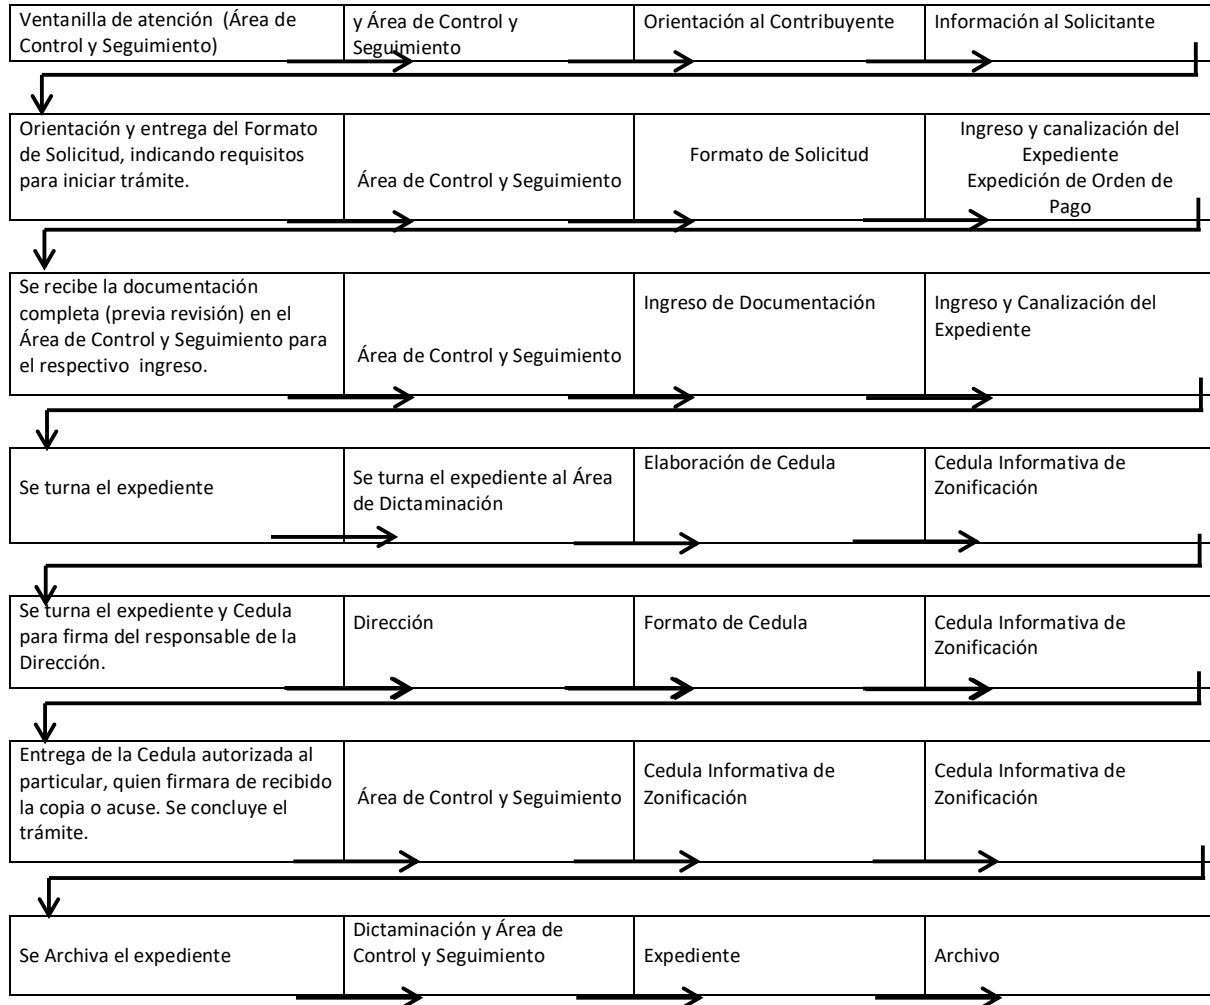 Ventanilla de atención (Área de
Control y Seguimiento)
y Área de Control y
Seguimiento
Orientación al Contribuyente
Información al Solicitante
Orientación y entrega del Formato
de Solicitud, indicando requisitos
para iniciar trámite.
Área de Control y Seguimiento
Formato de Solicitud
Ingreso y canalización del
Expediente
Expedición de Orden de
Pago
Se recibe la documentación
completa (previa revisión) en el
Área de Control y Seguimiento para
el respectivo ingreso.
Área de Control y Seguimiento
Ingreso de Documentación
Ingreso y Canalización del
Expediente
Se turna el expediente
Se turna el expediente al Área
de Dictaminación
Elaboración de Cedula
Cedula Informativa de
Zonificación
Se turna el expediente y Cedula
para firma del responsable de la
Dirección.
Dirección
Formato de Cedula
Cedula Informativa de
Zonificación
Entrega de la Cedula autorizada al
particular, quien firmara de recibido
la copia o acuse. Se concluye el
trámite.
Área de Control y Seguimiento
Cedula Informativa de
Zonificación
Cedula Informativa de
Zonificación
Se Archiva el expediente
Dictaminación y Área de
Control y Seguimiento
Expediente
Archivo